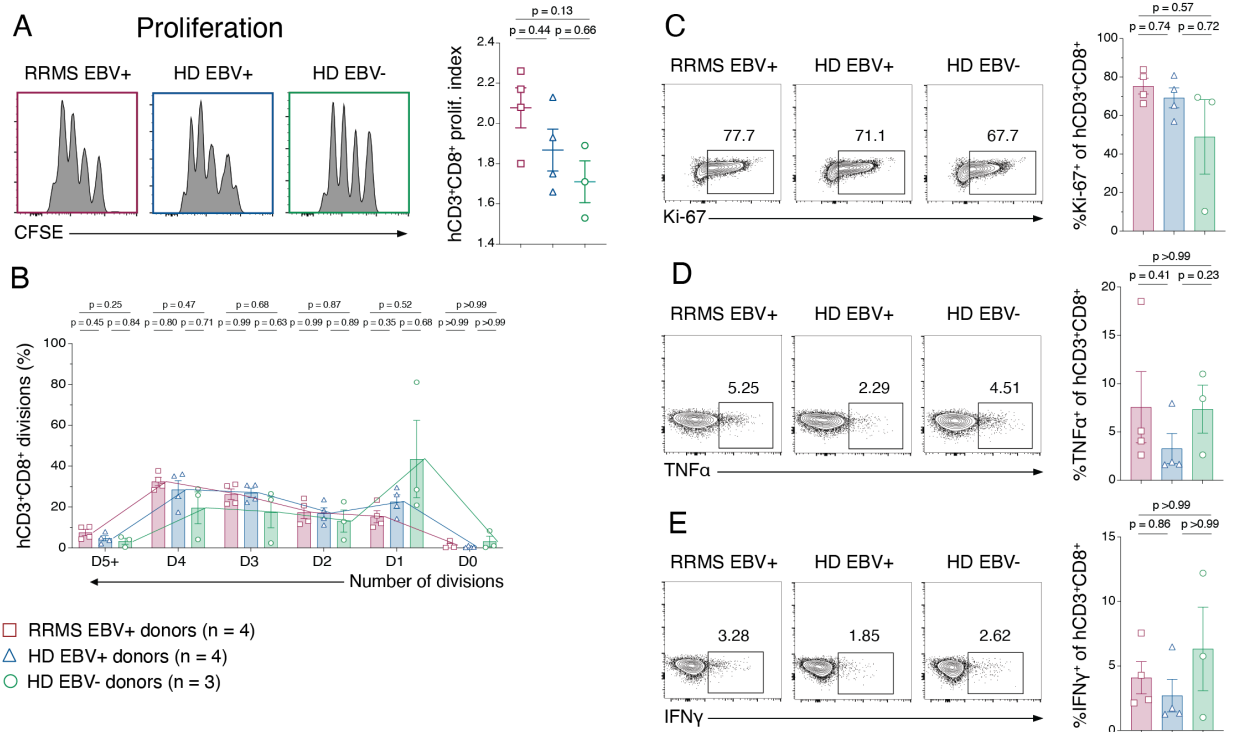 A
Proliferation
RRMS EBV+ HD EBV+ HD EBV-
CFSE
p = 0.13
p = 0.44 p = 0.66
hCD3⁺CD8⁺ prolif. index
2.4
2.2
2.0
1.8
1.6
1.4
B
p = 0.25 p = 0.47 p = 0.68 p = 0.87 p = 0.52 p >0.99
p = 0.45 p = 0.84 p = 0.80 p = 0.71 p = 0.99 p = 0.63 p = 0.99 p = 0.89 p = 0.35 p = 0.68 p >0.99 p >0.99
hCD3⁺CD8⁺ divisions (%)
100
80
60
40
20
0
D5+ D4 D3 D2 D1 D0
Number of divisions
RRMS EBV+ donors (n = 4)
HD EBV+ donors (n = 4)
HD EBV- donors (n = 3)
C
RRMS EBV+ HD EBV+ HD EBV-
77.7 71.1 67.7
Ki-67
p = 0.57
p = 0.74 p = 0.72
%Ki-67⁺ of hCD3⁺CD8⁺
100
80
60
40
20
0
D
RRMS EBV+ HD EBV+ HD EBV-
5.25 2.29 4.51
TNFα
p >0.99
p = 0.41 p = 0.23
%TNFα⁺ of hCD3⁺CD8⁺
20
15
10
5
0
E
RRMS EBV+ HD EBV+ HD EBV-
3.28 1.85 2.62
IFNγ
p >0.99
p = 0.86 p >0.99
%IFNγ⁺ of hCD3⁺CD8⁺
15
10
5
0